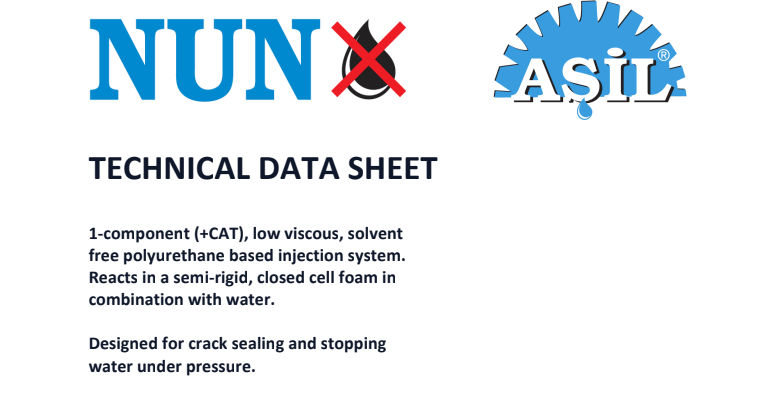 NUN
AŞİL®
TECHNICAL DATA SHEET
1-component (+CAT), low viscous, solvent
free polyurethane based injection system.
Reacts in a semi-rigid, closed cell foam in
combination with water.
Designed for crack sealing and stopping
water under pressure.